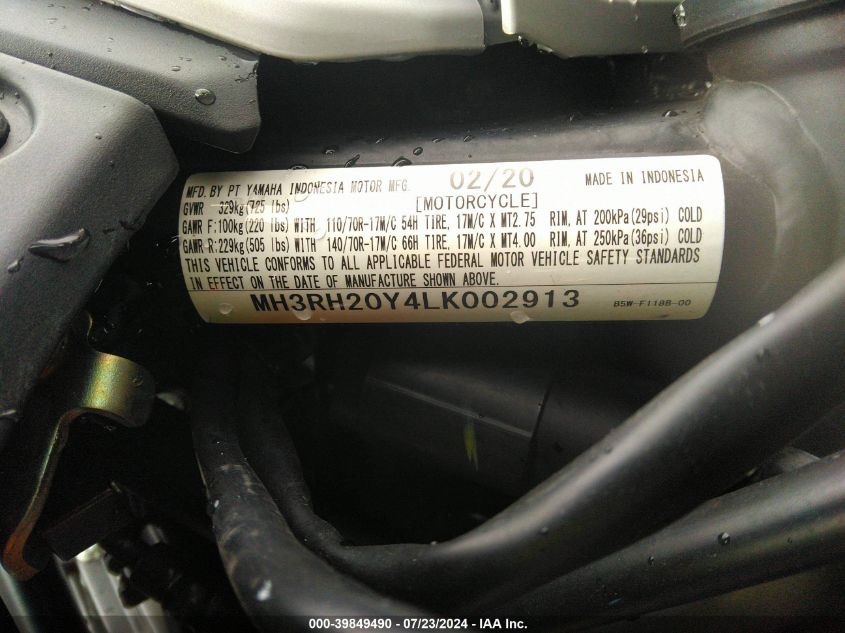 MFD. BY PT YAMAHA INDONESIA MOTOR MFG. 02/20 MADE IN INDONESIA
GVWR 329kg(725 lbs) [MOTORCYCLE]
GAWR F:100kg(220 lbs) WITH 110/70R-17M/C 54H TIRE, 17M/C X MT2.75 RIM, AT 200kPa(29psi) COLD
GAWR R:229kg(505 lbs) WITH 140/70R-17M/C 66H TIRE, 17M/C X MT4.00 RIM, AT 250kPa(36psi) COLD
THIS VEHICLE CONFORMS TO ALL APPLICABLE FEDERAL MOTOR VEHICLE SAFETY STANDARDS
IN EFFECT ON THE DATE OF MANUFACTURE SHOWN ABOVE.
MH3RH20Y4LK002913 B5W-F118B-00
000-39849490 - 07/23/2024 - IAA Inc.